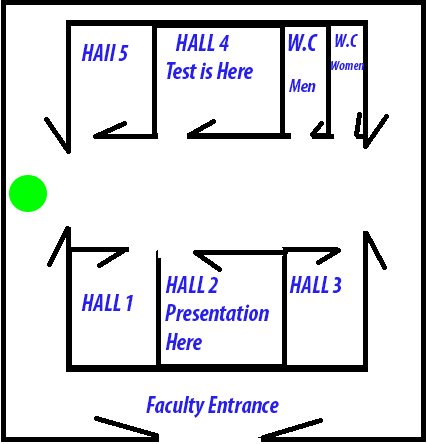 HAll 5
HALL 4
Test is Here
W.C
Men
W.C
Women
HALL 1
HALL 2
Presentation
Here
HALL 3
Faculty Entrance